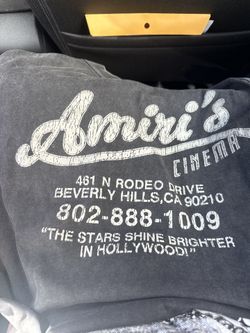 Amiri's
CINEMA
461 N RODEO DRIVE
BEVERLY HILLS,CA 90210
802-888-1009
"THE STARS SHINE BRIGHTER
IN HOLLYWOOD!"